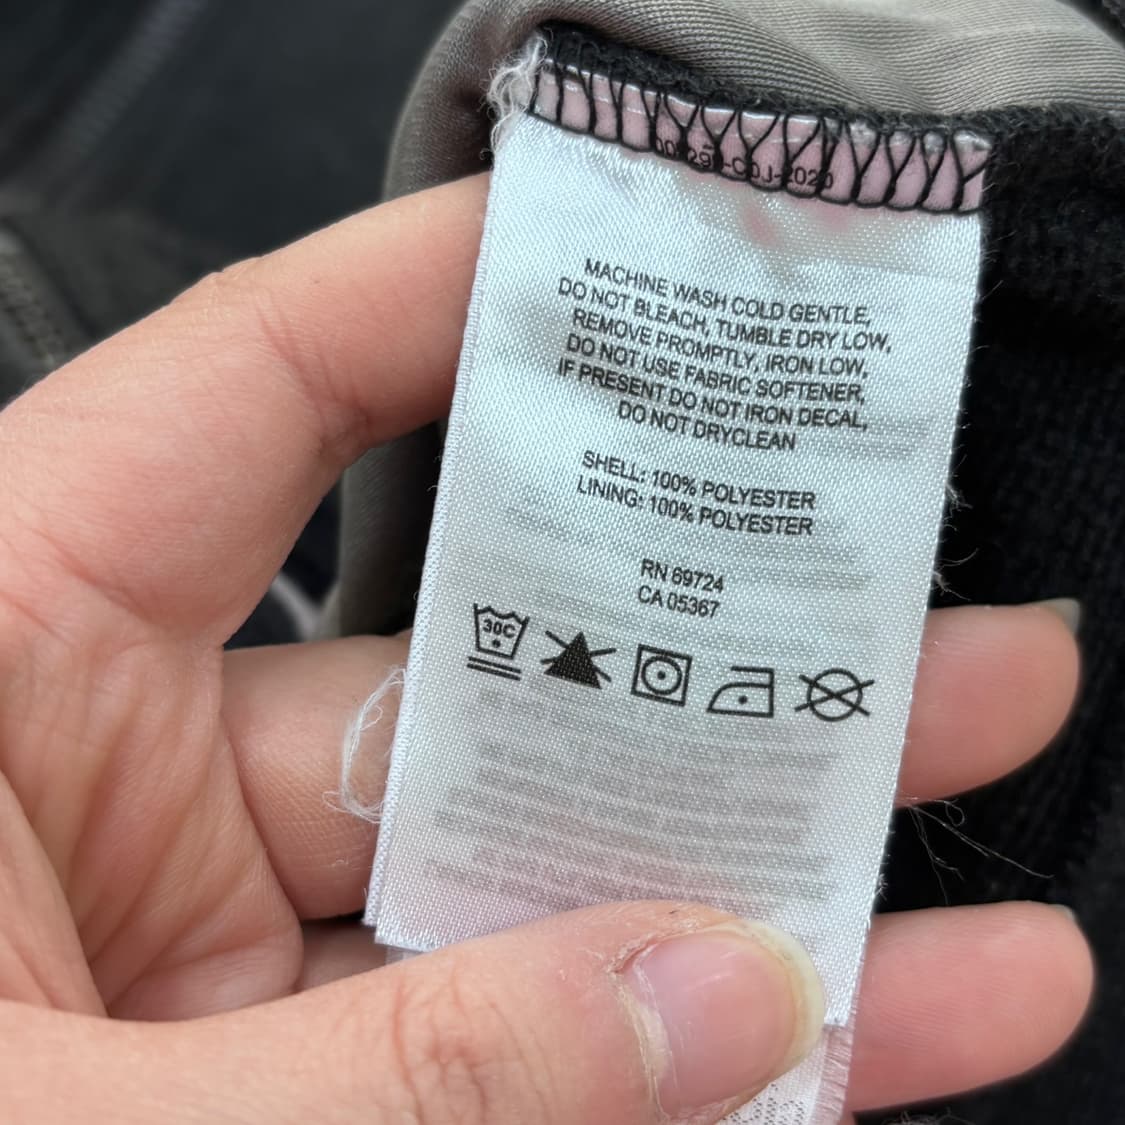 MACHINE WASH COLD GENTLE,
DO NOT BLEACH, TUMBLE DRY LOW,
REMOVE PROMPTLY, IRON LOW,
DO NOT USE FABRIC SOFTENER,
IF PRESENT DO NOT IRON DECAL,
DO NOT DRYCLEAN
SHELL: 100% POLYESTER
LINING: 100% POLYESTER
RN 69724
CA 05367
30C